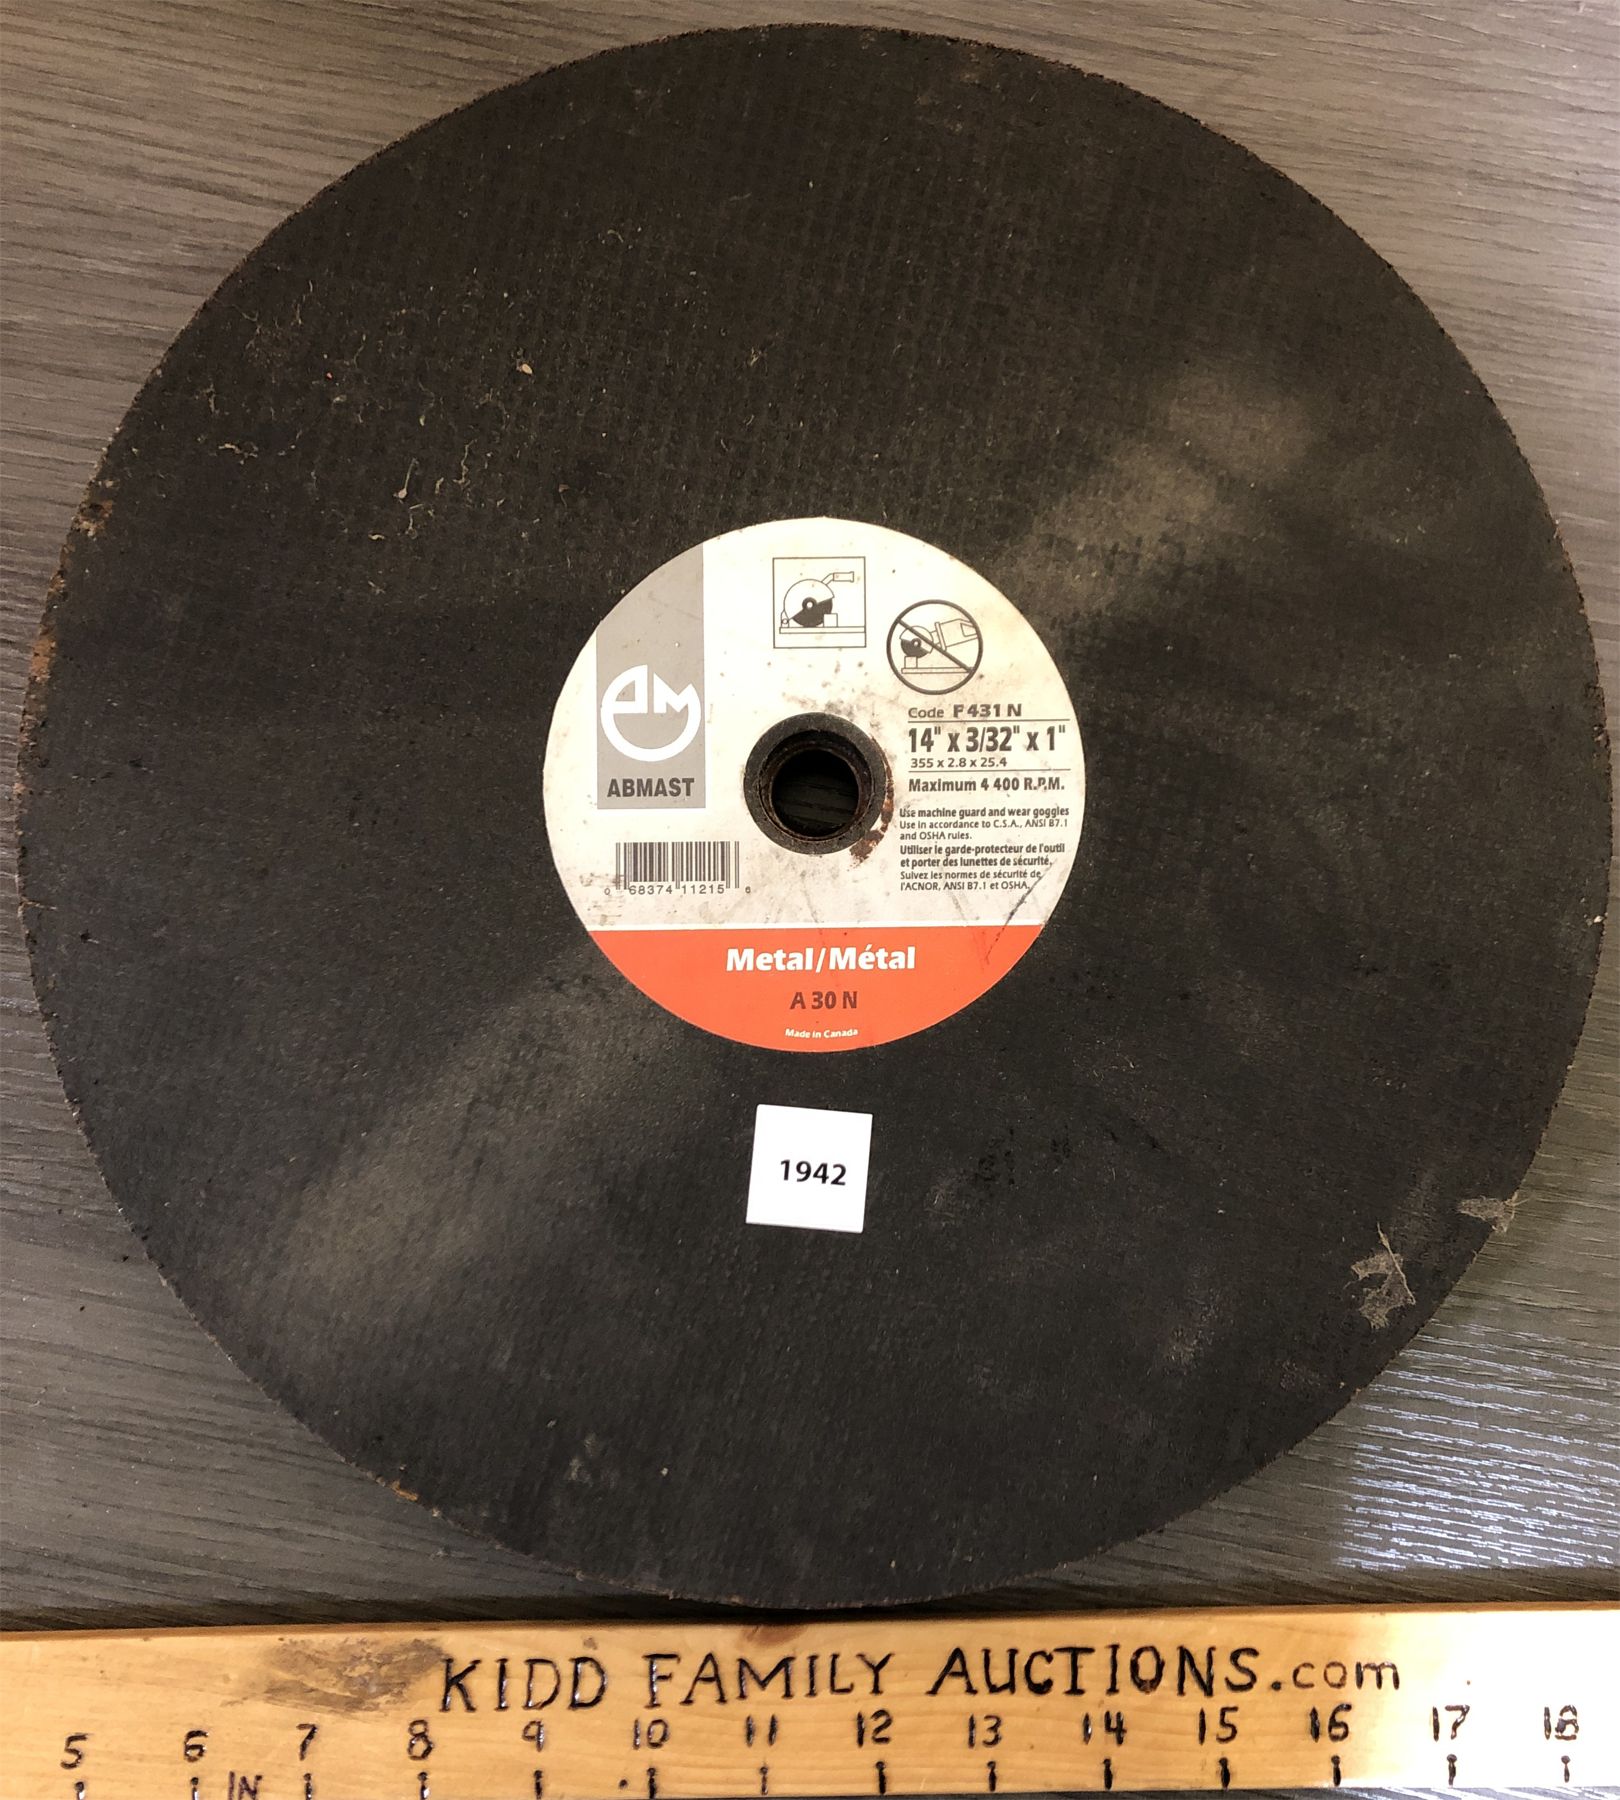 Code F 431 N
14" x 3/32" x 1"
355 x 2.8 x 25.4
Maximum 4 400 R.P.M.
AM
ABMAST
Use machine guard and wear goggles
Use in accordance to C.S.A., ANSI B7.1
and OSHA rules.
Utiliser le garde-protecteur de l'outil
et porter des lunettes de sécurité.
Suivez les normes de sécurité de
l'ACNOR, ANSI B7.1 et OSHA.
0 68374 11215 6
Metal/Métal
A 30 N
Made in Canada
1942
KIDD FAMILY AUCTIONS.com
5 6 7 8 9 10 11 12 13 14 15 16 17 18
IN